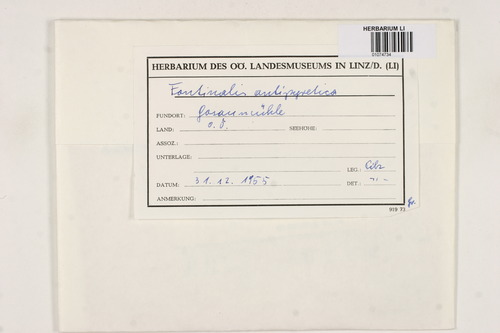 HERBARIUM LI
01074734
HERBARIUM DES OÖ. LANDESMUSEUMS IN LINZ/D. (LI)
Fontinalis antipyretica
FUNDORT:
LAND: o.ö. SEEHÖHE:
ASSOZ.:
UNTERLAGE:
LEG.:
DATUM: 31. 12. 1955 DET.: -„-
ANMERKUNG:
919 73